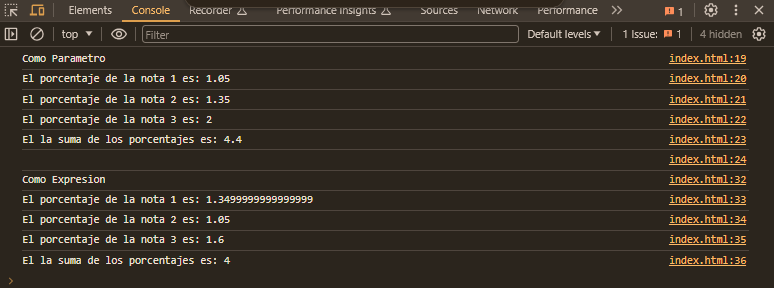 Elements Console Recorder Performance insights Sources Network Performance 1
top Filter Default levels 1 Issue: 1 4 hidden
Como Parametro index.html:19
El porcentaje de la nota 1 es: 1.05 index.html:20
El porcentaje de la nota 2 es: 1.35 index.html:21
El porcentaje de la nota 3 es: 2 index.html:22
El la suma de los porcentajes es: 4.4 index.html:23
index.html:24
Como Expresion index.html:32
El porcentaje de la nota 1 es: 1.3499999999999999 index.html:33
El porcentaje de la nota 2 es: 1.05 index.html:34
El porcentaje de la nota 3 es: 1.6 index.html:35
El la suma de los porcentajes es: 4 index.html:36